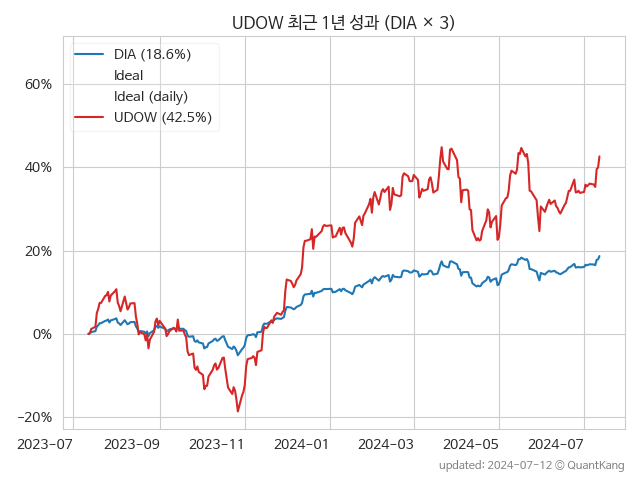 UDOW 최근 1년 성과 (DIA × 3)
DIA (18.6%)
Ideal
Ideal (daily)
UDOW (42.5%)
60%
40%
20%
0%
−20%
2023-07 2023-09 2023-11 2024-01 2024-03 2024-05 2024-07
updated: 2024-07-12 © QuantKang